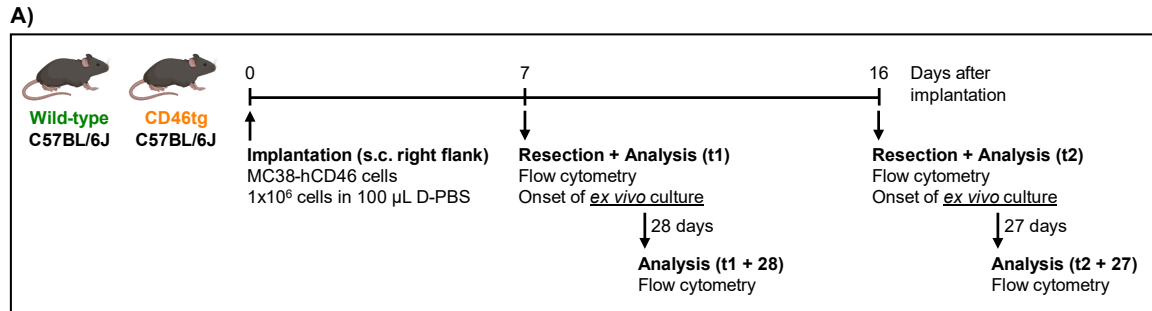 A)
Wild-type
C57BL/6J
CD46tg
C57BL/6J
0
7
16
Days after
implantation
Implantation (s.c. right flank)
MC38-hCD46 cells
1x10⁶ cells in 100 µL D-PBS
Resection + Analysis (t1)
Flow cytometry
Onset of ex vivo culture
28 days
Analysis (t1 + 28)
Flow cytometry
Resection + Analysis (t2)
Flow cytometry
Onset of ex vivo culture
27 days
Analysis (t2 + 27)
Flow cytometry